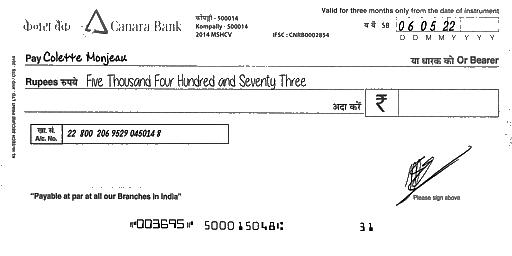 केनरा बैंक Canara Bank
कोंपल्ली - 500014
Kompally - 500014
2014 MSHCV
IFSC : CNRB0002854
Valid for three months only from the date of instrument
SB 06 05 22
D D M M Y Y Y Y
Pay Colette Monjeau
या धारक को Or Bearer
Rupees रुपये Five Thousand Four Hundred and Seventy Three
अदा करें ₹
खा. सं.
A/c. No. 22 800 206 9529 045014 8
Please sign above
"Payable at par at all our Branches in India"
⑈003695⑈ 500015048⑆ 31